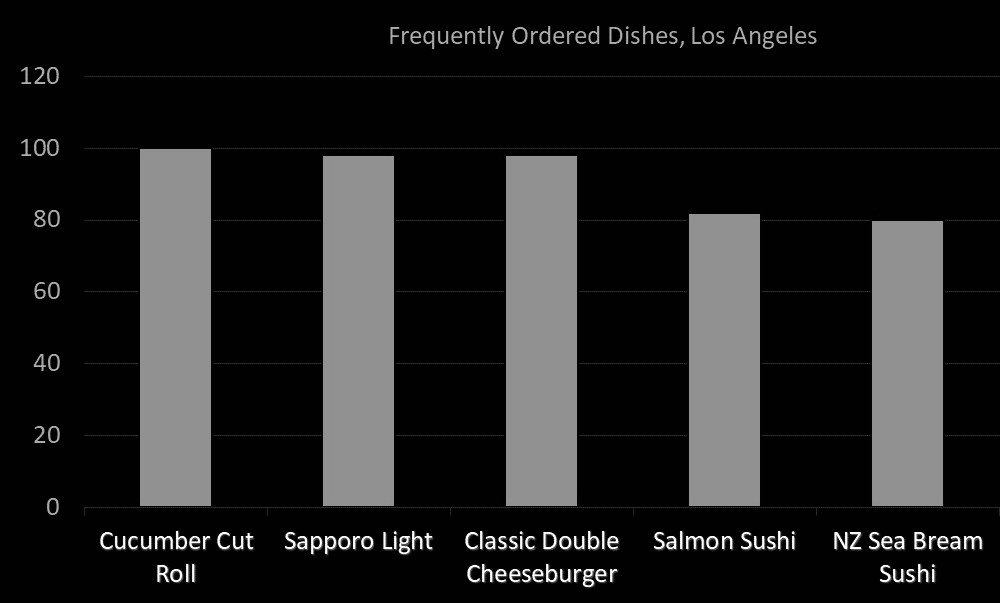 Frequently Ordered Dishes, Los Angeles
120
100
80
60
40
20
0
Cucumber Cut
Roll
Sapporo Light
Classic Double
Cheeseburger
Salmon Sushi
NZ Sea Bream
Sushi